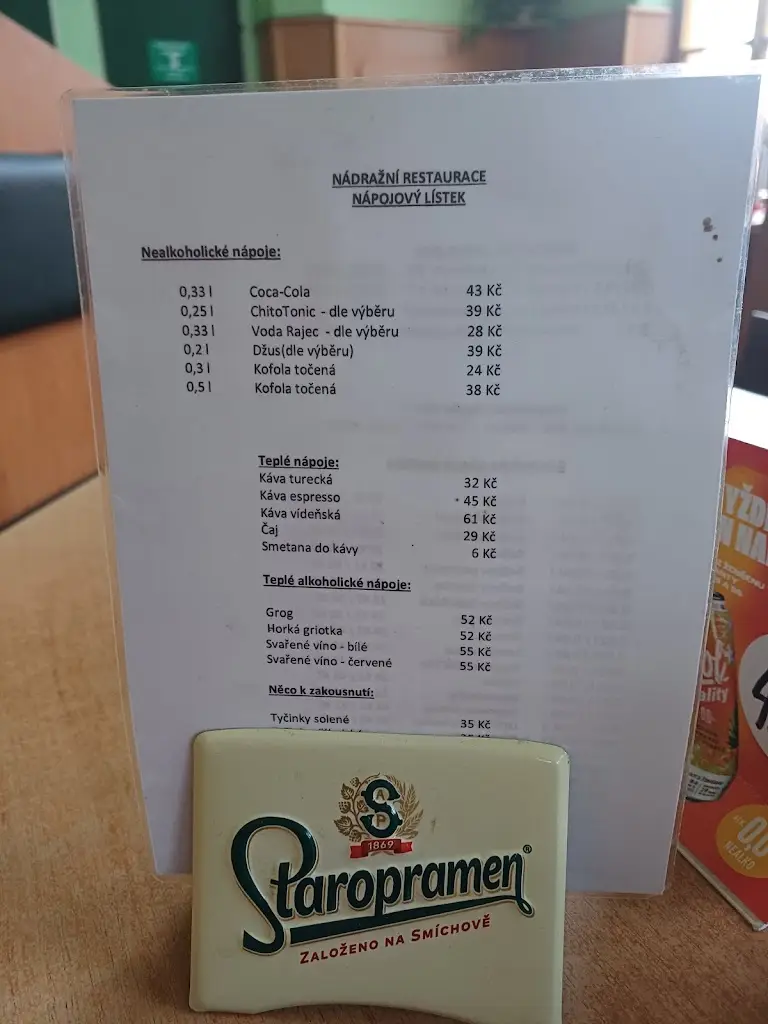 NÁDRAŽNÍ RESTAURACE
NÁPOJOVÝ LÍSTEK
Nealkoholické nápoje:
0,33 l Coca-Cola 43 Kč
0,25 l ChitoTonic - dle výběru 39 Kč
0,33 l Voda Rajec - dle výběru 28 Kč
0,2 l Džus(dle výběru) 39 Kč
0,3 l Kofola točená 24 Kč
0,5 l Kofola točená 38 Kč
Teplé nápoje:
Káva turecká 32 Kč
Káva espresso 45 Kč
Káva vídeňská 61 Kč
Čaj 29 Kč
Smetana do kávy 6 Kč
Teplé alkoholické nápoje:
Grog 52 Kč
Horká griotka 52 Kč
Svařené víno - bílé 55 Kč
Svařené víno - červené 55 Kč
Něco k zakousnutí:
Tyčinky solené 35 Kč
S
A
P
1869
Staropramen®
ZALOŽENO NA SMÍCHOVĚ
ality
0,0
NEALKO